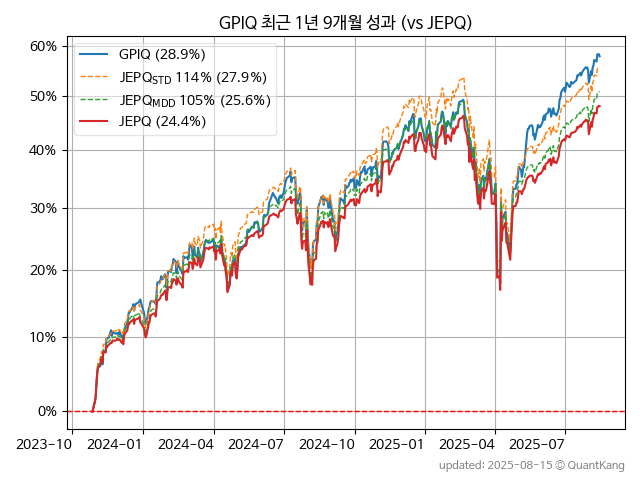 GPIQ 최근 1년 9개월 성과 (vs JEPQ)
GPIQ (28.9%)
JEPQSTD 114% (27.9%)
JEPQMDD 105% (25.6%)
JEPQ (24.4%)
60%
50%
40%
30%
20%
10%
0%
2023-10 2024-01 2024-04 2024-07 2024-10 2025-01 2025-04 2025-07
updated: 2025-08-15 © QuantKang